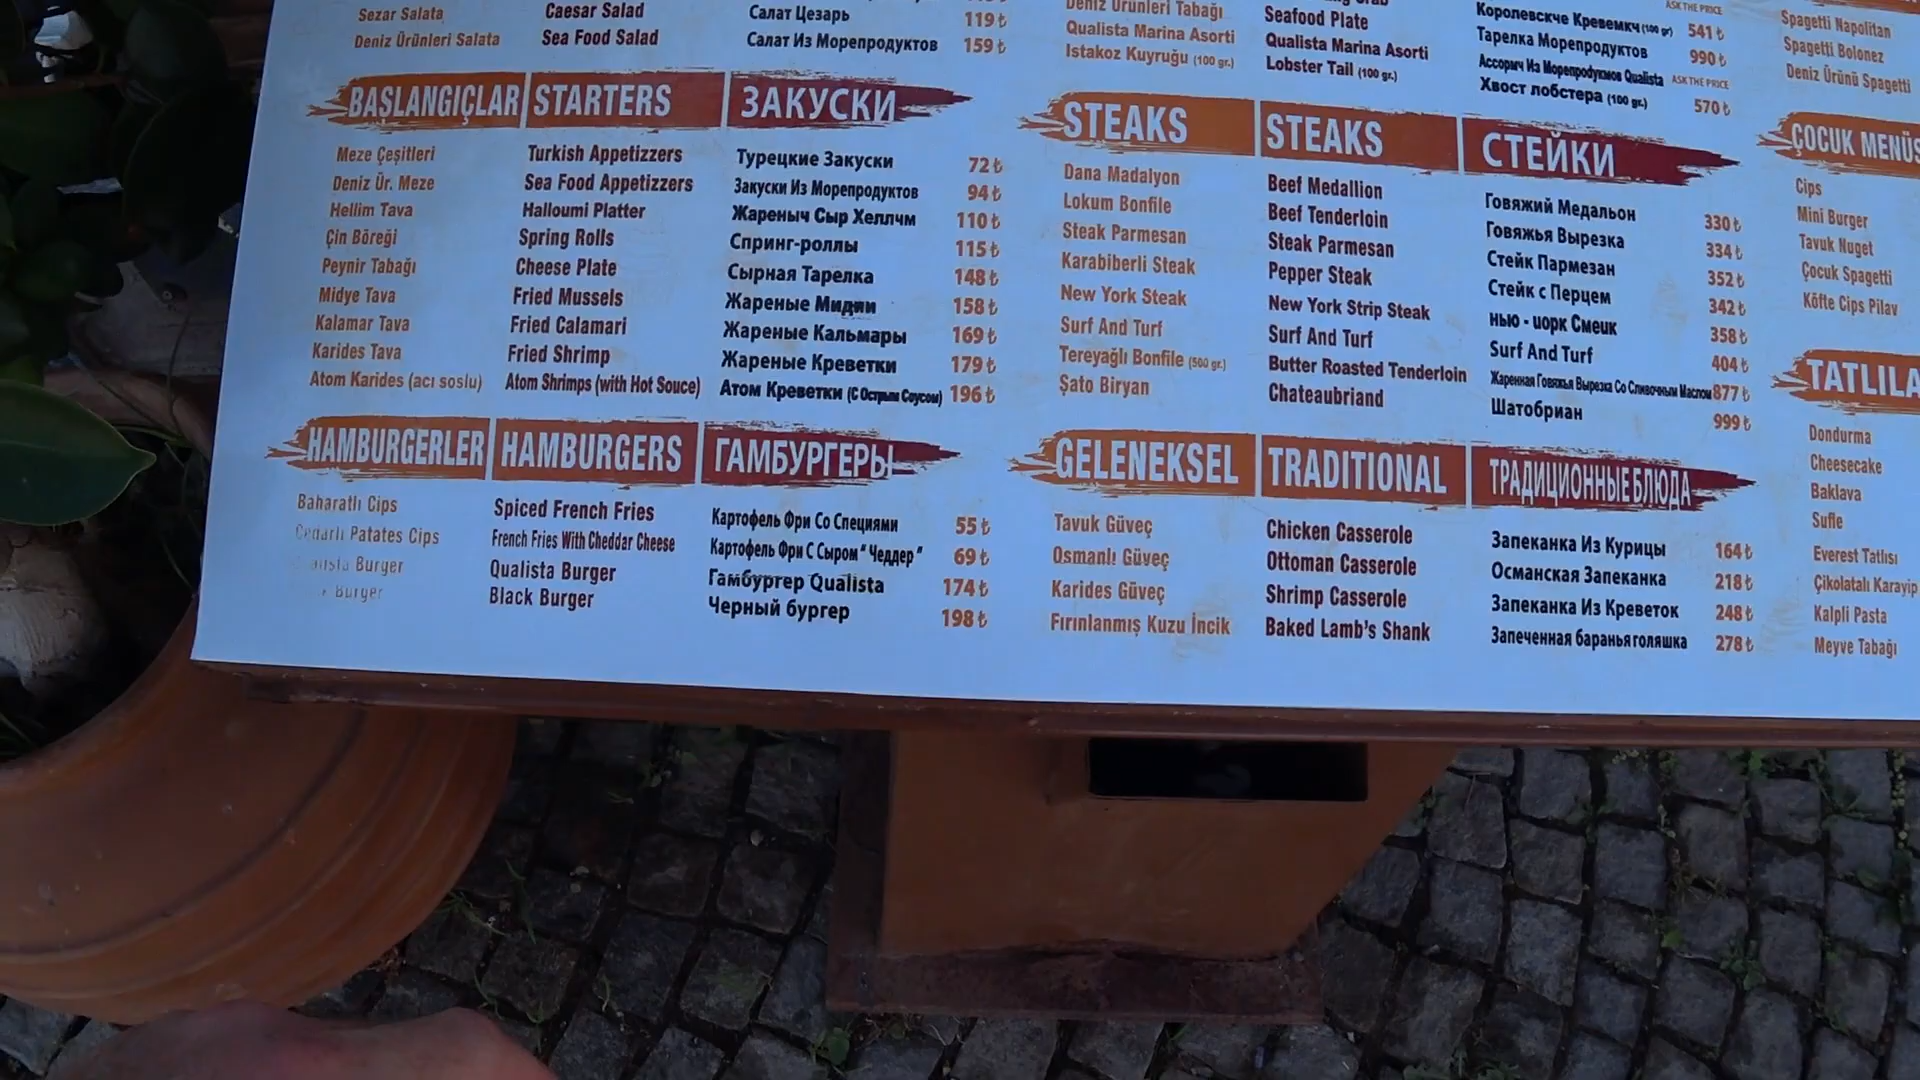 Sezar Salata Caesar Salad Салат Цезарь 119 ₺
Deniz Ürünleri Salata Sea Food Salad Салат Из Морепродуктов 159 ₺
BAŞLANGIÇLAR STARTERS ЗАКУСКИ
Meze Çeşitleri Turkish Appetizzers Турецкие Закуски 72 ₺
Deniz Ür. Meze Sea Food Appetizzers Закуски Из Морепродуктов 94 ₺
Hellim Tava Halloumi Platter Жареныч Сыр Хеллчм 110 ₺
Çin Böreği Spring Rolls Спринг-роллы 115 ₺
Peynir Tabağı Cheese Plate Сырная Тарелка 148 ₺
Midye Tava Fried Mussels Жареные Мидии 158 ₺
Kalamar Tava Fried Calamari Жареные Кальмары 169 ₺
Karides Tava Fried Shrimp Жареные Креветки 179 ₺
Atom Karides (acı soslu) Atom Shrimps (with Hot Souce) Атом Креветки (С Острым Соусом) 196 ₺
HAMBURGERLER HAMBURGERS ГАМБУРГЕРЫ
Baharatlı Cips Spiced French Fries Картофель Фри Со Специями 55 ₺
Patates Cips French Fries With Cheddar Cheese Картофель Фри С Сыром “ Чеддер ” 69 ₺
Burger Qualista Burger Гамбургер Qualista 174 ₺
Burger Black Burger Черный бургер 198 ₺
Deniz Ürünleri Tabağı Seafood Plate Королевскче Кревемкч (100 gr) 541 ₺
ASK THE PRICE
Qualista Marina Asorti Qualista Marina Asorti Тарелка Морепродуктов 990 ₺
Istakoz Kuyruğu (100 gr.) Lobster Tail (100 gr.) Qualista ASK THE PRICE
Хвост лобстера (100 gr.) 570 ₺
STEAKS STEAKS СТЕЙКИ
Dana Madalyon Beef Medallion Говяжий Медальон 330 ₺
Lokum Bonfile Beef Tenderloin Говяжья Вырезка 334 ₺
Steak Parmesan Steak Parmesan Стейк Пармезан 352 ₺
Karabiberli Steak Pepper Steak Стейк с Перцем 342 ₺
New York Steak New York Strip Steak нью - иорк Смеик 358 ₺
Surf And Turf Surf And Turf Surf And Turf 404 ₺
Tereyağlı Bonfile (500 gr.) Butter Roasted Tenderloin Жаренная Говяжья Вырезка Со Сливочным Маслом 877 ₺
Şato Biryan Chateaubriand Шатобриан 999 ₺
GELENEKSEL TRADITIONAL ТРАДИЦИОННЫЕ БЛЮДА
Tavuk Güveç Chicken Casserole Запеканка Из Курицы 164 ₺
Osmanlı Güveç Ottoman Casserole Османская Запеканка 218 ₺
Karides Güveç Shrimp Casserole Запеканка Из Креветок 248 ₺
Fırınlanmış Kuzu İncik Baked Lamb’s Shank Запеченная баранья голяшка 278 ₺
Spagetti Napolitan
Spagetti Bolonez
Deniz Ürünü Spagetti
ÇOCUK MENÜS
Cips
Mini Burger
Tavuk Nuget
Çocuk Spagetti
Köfte Cips Pilav
TATLILA
Dondurma
Cheesecake
Baklava
Sufle
Everest Tatlısı
Çikolatalı Karayip
Kalpli Pasta
Meyve Tabağı